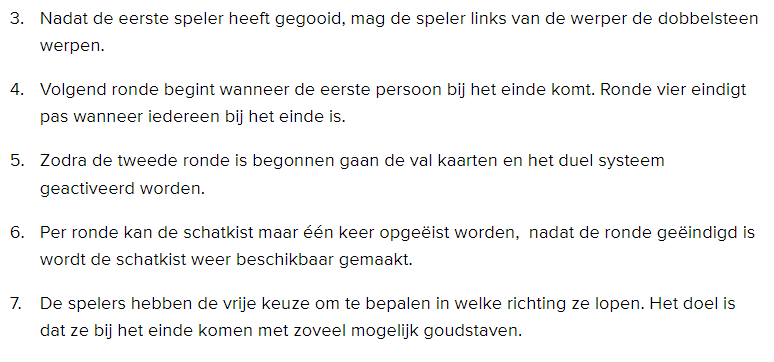 3. Nadat de eerste speler heeft gegooid, mag de speler links van de werper de dobbelsteen
werpen.
4. Volgend ronde begint wanneer de eerste persoon bij het einde komt. Ronde vier eindigt
pas wanneer iedereen bij het einde is.
5. Zodra de tweede ronde is begonnen gaan de val kaarten en het duel systeem
geactiveerd worden.
6. Per ronde kan de schatkist maar één keer opgeëist worden,  nadat de ronde geëindigd is
wordt de schatkist weer beschikbaar gemaakt.
7. De spelers hebben de vrije keuze om te bepalen in welke richting ze lopen. Het doel is
dat ze bij het einde komen met zoveel mogelijk goudstaven.